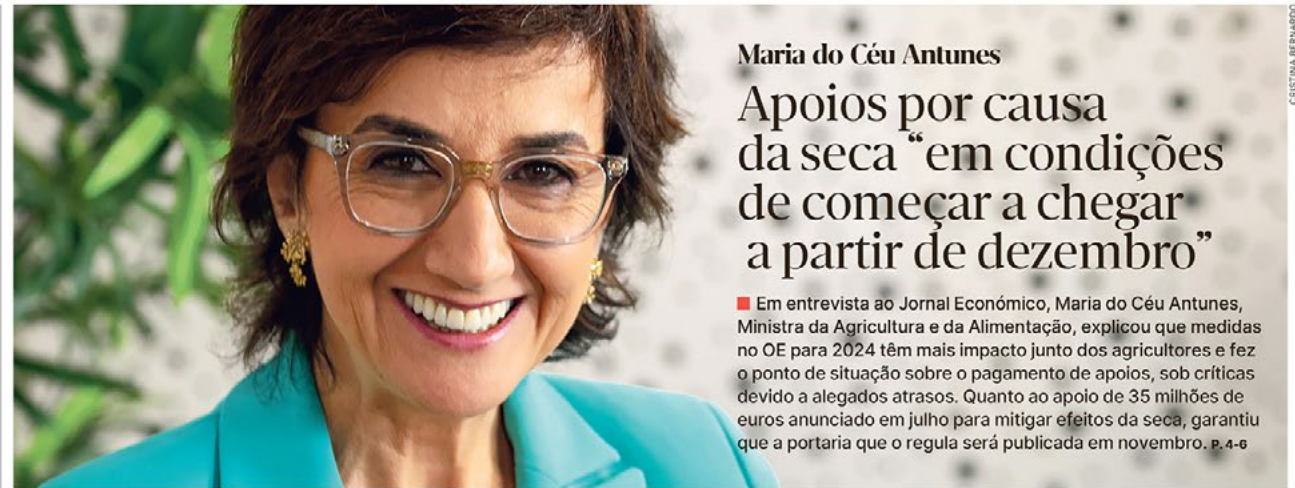 Maria do Céu Antunes
Apoios por causa
da seca “em condições
de começar a chegar
a partir de dezembro”
Em entrevista ao Jornal Económico, Maria do Céu Antunes,
Ministra da Agricultura e da Alimentação, explicou que medidas
no OE para 2024 têm mais impacto junto dos agricultores e fez
o ponto de situação sobre o pagamento de apoios, sob críticas
devido a alegados atrasos. Quanto ao apoio de 35 milhões de
euros anunciado em julho para mitigar efeitos da seca, garantiu
que a portaria que o regula será publicada em novembro. P.4-6
CRISTINA BERNARDO